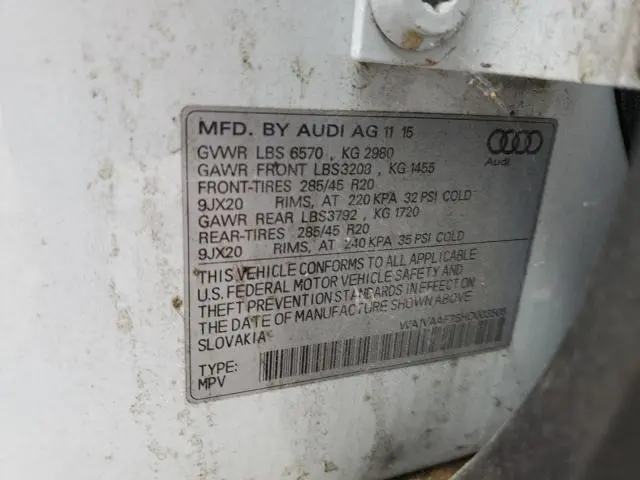 MFD. BY AUDI AG 11 15
GVWR LBS 6570 , KG 2980
GAWR FRONT LBS3208 , KG 1455
FRONT-TIRES 285/45 R20
9JX20 RIMS, AT 220 KPA 32 PSI COLD
GAWR REAR LBS3792 , KG 1720
REAR-TIRES 285/45 R20
9JX20 RIMS, AT 240 KPA 35 PSI COLD
Audi
THIS VEHICLE CONFORMS TO ALL APPLICABLE
U.S. FEDERAL MOTOR VEHICLE SAFETY AND
THEFT PREVENTION STANDARDS IN EFFECT ON
THE DATE OF MANUFACTURE SHOWN ABOVE
SLOVAKIA
TYPE:
MPV